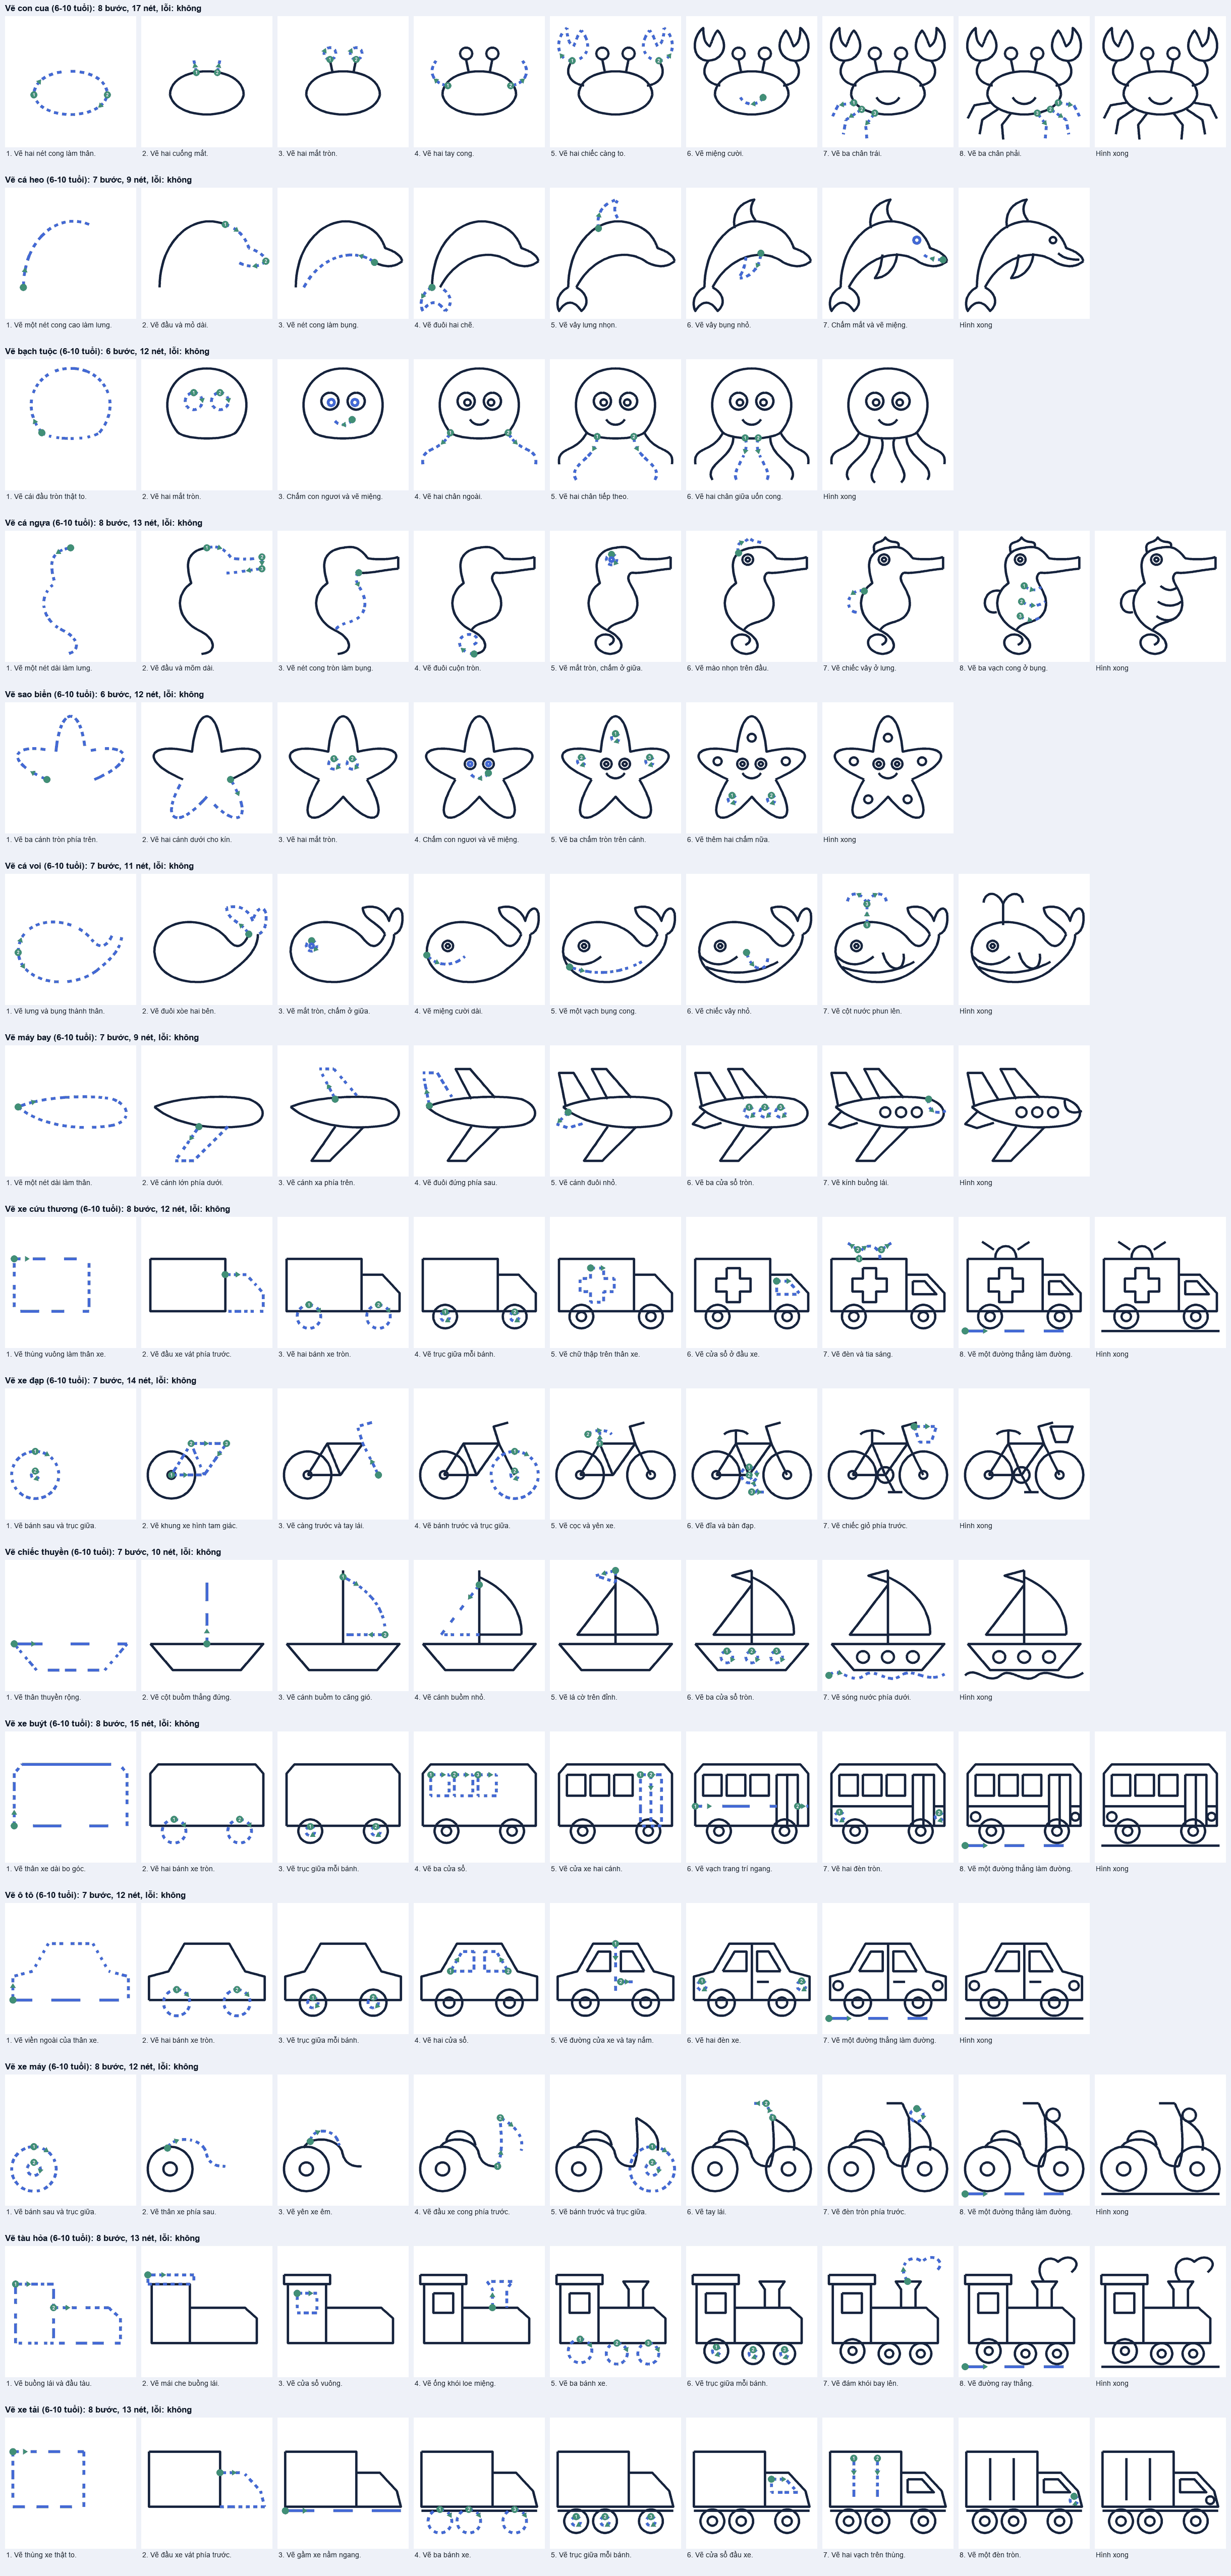 Vẽ con cua (6-10 tuổi): 8 bước, 17 nét, lỗi: không
1. Vẽ hai nét cong làm thân. 2. Vẽ hai cuống mắt. 3. Vẽ hai mắt tròn. 4. Vẽ hai tay cong. 5. Vẽ hai chiếc càng to. 6. Vẽ miệng cười. 7. Vẽ ba chân trái. 8. Vẽ ba chân phải. Hình xong
Vẽ cá heo (6-10 tuổi): 7 bước, 9 nét, lỗi: không
1. Vẽ một nét cong cao làm lưng. 2. Vẽ đầu và mỏ dài. 3. Vẽ nét cong làm bụng. 4. Vẽ đuôi hai chẽ. 5. Vẽ vây lưng nhọn. 6. Vẽ vây bụng nhỏ. 7. Chấm mắt và vẽ miệng. Hình xong
Vẽ bạch tuộc (6-10 tuổi): 6 bước, 12 nét, lỗi: không
1. Vẽ cái đầu tròn thật to. 2. Vẽ hai mắt tròn. 3. Chấm con ngươi và vẽ miệng. 4. Vẽ hai chân ngoài. 5. Vẽ hai chân tiếp theo. 6. Vẽ hai chân giữa uốn cong. Hình xong
Vẽ cá ngựa (6-10 tuổi): 8 bước, 13 nét, lỗi: không
1. Vẽ một nét dài làm lưng. 2. Vẽ đầu và mõm dài. 3. Vẽ nét cong tròn làm bụng. 4. Vẽ đuôi cuộn tròn. 5. Vẽ mắt tròn, chấm ở giữa. 6. Vẽ mào nhọn trên đầu. 7. Vẽ chiếc vây ở lưng. 8. Vẽ ba vạch cong ở bụng. Hình xong
Vẽ sao biển (6-10 tuổi): 6 bước, 12 nét, lỗi: không
1. Vẽ ba cánh tròn phía trên. 2. Vẽ hai cánh dưới cho kín. 3. Vẽ hai mắt tròn. 4. Chấm con ngươi và vẽ miệng. 5. Vẽ ba chấm tròn trên cánh. 6. Vẽ thêm hai chấm nữa. Hình xong
Vẽ cá voi (6-10 tuổi): 7 bước, 11 nét, lỗi: không
1. Vẽ lưng và bụng thành thân. 2. Vẽ đuôi xòe hai bên. 3. Vẽ mắt tròn, chấm ở giữa. 4. Vẽ miệng cười dài. 5. Vẽ một vạch bụng cong. 6. Vẽ chiếc vây nhỏ. 7. Vẽ cột nước phun lên. Hình xong
Vẽ máy bay (6-10 tuổi): 7 bước, 9 nét, lỗi: không
1. Vẽ một nét dài làm thân. 2. Vẽ cánh lớn phía dưới. 3. Vẽ cánh xa phía trên. 4. Vẽ đuôi đứng phía sau. 5. Vẽ cánh đuôi nhỏ. 6. Vẽ ba cửa sổ tròn. 7. Vẽ kính buồng lái. Hình xong
Vẽ xe cứu thương (6-10 tuổi): 8 bước, 12 nét, lỗi: không
1. Vẽ thùng vuông làm thân xe. 2. Vẽ đầu xe vát phía trước. 3. Vẽ hai bánh xe tròn. 4. Vẽ trục giữa mỗi bánh. 5. Vẽ chữ thập trên thân xe. 6. Vẽ cửa sổ ở đầu xe. 7. Vẽ đèn và tia sáng. 8. Vẽ một đường thẳng làm đường. Hình xong
Vẽ xe đạp (6-10 tuổi): 7 bước, 14 nét, lỗi: không
1. Vẽ bánh sau và trục giữa. 2. Vẽ khung xe hình tam giác. 3. Vẽ càng trước và tay lái. 4. Vẽ bánh trước và trục giữa. 5. Vẽ cọc và yên xe. 6. Vẽ đĩa và bàn đạp. 7. Vẽ chiếc giỏ phía trước. Hình xong
Vẽ chiếc thuyền (6-10 tuổi): 7 bước, 10 nét, lỗi: không
1. Vẽ thân thuyền rộng. 2. Vẽ cột buồm thẳng đứng. 3. Vẽ cánh buồm to căng gió. 4. Vẽ cánh buồm nhỏ. 5. Vẽ lá cờ trên đỉnh. 6. Vẽ ba cửa sổ tròn. 7. Vẽ sóng nước phía dưới. Hình xong
Vẽ xe buýt (6-10 tuổi): 8 bước, 15 nét, lỗi: không
1. Vẽ thân xe dài bo góc. 2. Vẽ hai bánh xe tròn. 3. Vẽ trục giữa mỗi bánh. 4. Vẽ ba cửa sổ. 5. Vẽ cửa xe hai cánh. 6. Vẽ vạch trang trí ngang. 7. Vẽ hai đèn tròn. 8. Vẽ một đường thẳng làm đường. Hình xong
Vẽ ô tô (6-10 tuổi): 7 bước, 12 nét, lỗi: không
1. Vẽ viền ngoài của thân xe. 2. Vẽ hai bánh xe tròn. 3. Vẽ trục giữa mỗi bánh. 4. Vẽ hai cửa sổ. 5. Vẽ đường cửa xe và tay nắm. 6. Vẽ hai đèn xe. 7. Vẽ một đường thẳng làm đường. Hình xong
Vẽ xe máy (6-10 tuổi): 8 bước, 12 nét, lỗi: không
1. Vẽ bánh sau và trục giữa. 2. Vẽ thân xe phía sau. 3. Vẽ yên xe êm. 4. Vẽ đầu xe cong phía trước. 5. Vẽ bánh trước và trục giữa. 6. Vẽ tay lái. 7. Vẽ đèn tròn phía trước. 8. Vẽ một đường thẳng làm đường. Hình xong
Vẽ tàu hỏa (6-10 tuổi): 8 bước, 13 nét, lỗi: không
1. Vẽ buồng lái và đầu tàu. 2. Vẽ mái che buồng lái. 3. Vẽ cửa sổ vuông. 4. Vẽ ống khói loe miệng. 5. Vẽ ba bánh xe. 6. Vẽ trục giữa mỗi bánh. 7. Vẽ đám khói bay lên. 8. Vẽ đường ray thẳng. Hình xong
Vẽ xe tải (6-10 tuổi): 8 bước, 13 nét, lỗi: không
1. Vẽ thùng xe thật to. 2. Vẽ đầu xe vát phía trước. 3. Vẽ gầm xe nằm ngang. 4. Vẽ ba bánh xe. 5. Vẽ trục giữa mỗi bánh. 6. Vẽ cửa sổ đầu xe. 7. Vẽ hai vạch trên thùng. 8. Vẽ một đèn tròn. Hình xong